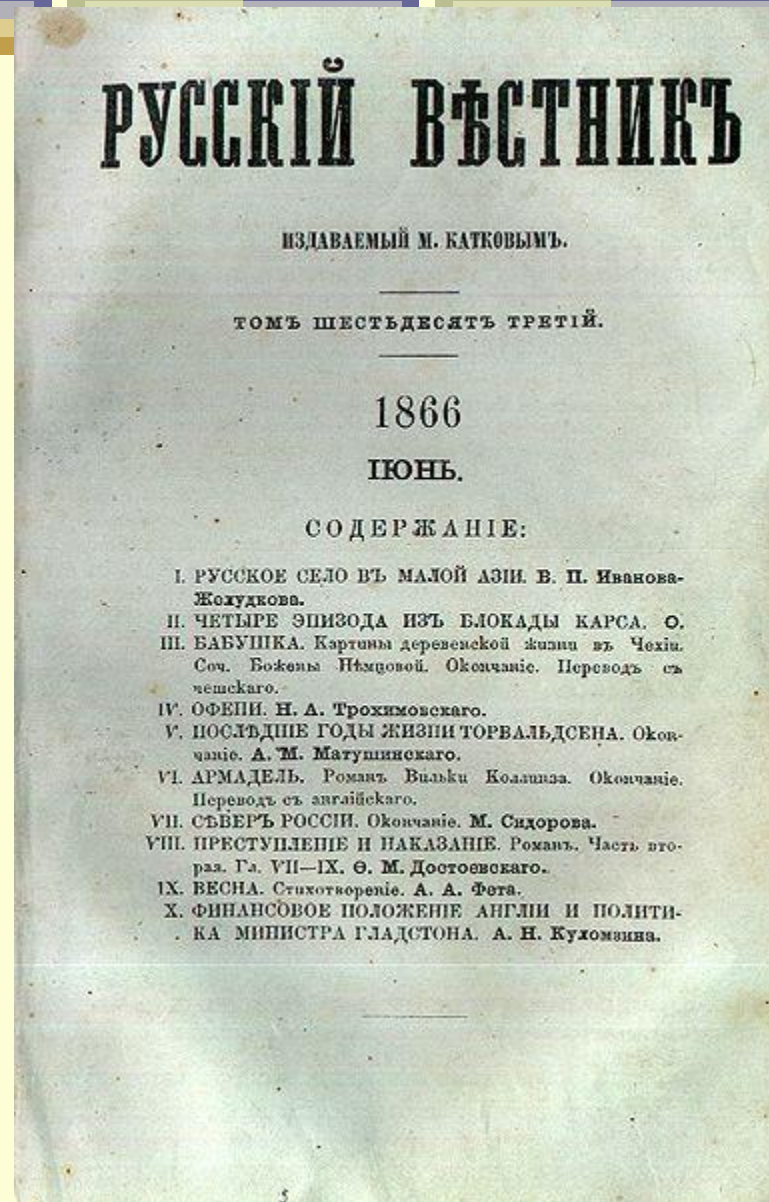 РУССКІЙ ВѢСТНИКЪ
ИЗДАВАЕМЫЙ М. КАТКОВЫМЪ.
ТОМЪ ШЕСТЬДЕСЯТЪ ТРЕТІЙ.
1866
ІЮНЬ.
СОДЕРЖАНІЕ:
I. РУССКОЕ СЕЛО ВЪ МАЛОЙ АЗІИ. В. П. Иванова-
Желудкова.
II. ЧЕТЫРЕ ЭПИЗОДА ИЗЪ БЛОКАДЫ КАРСА. О.
III. БАБУШКА. Картины деревенской жизни въ Чехіи.
Соч. Божены Нѣмцовой. Окончаніе. Переводъ съ
чешскаго.
IV. ОФЕНИ. Н. А. Трохимовскаго.
V. ПОСЛѢДНІЕ ГОДЫ ЖИЗНИ ТОРВАЛЬДСЕНА. Окон-
чаніе. А. М. Матушинскаго.
VI. АРМАДЕЛЬ. Романъ Вильки Коллинза. Окончаніе.
Переводъ съ англійскаго.
VII. СѢВЕРЪ РОССІИ. Окончаніе. М. Сидорова.
VIII. ПРЕСТУПЛЕНІЕ И НАКАЗАНІЕ. Романъ. Часть вто-
рая. Гл. VII—IX. Ѳ. М. Достоевскаго.
IX. ВЕСНА. Стихотвореніе. А. А. Фета.
X. ФИНАНСОВОЕ ПОЛОЖЕНІЕ АНГЛІИ И ПОЛИТИ-
КА МИНИСТРА ГЛАДСТОНА. А. Н. Куломзина.
5